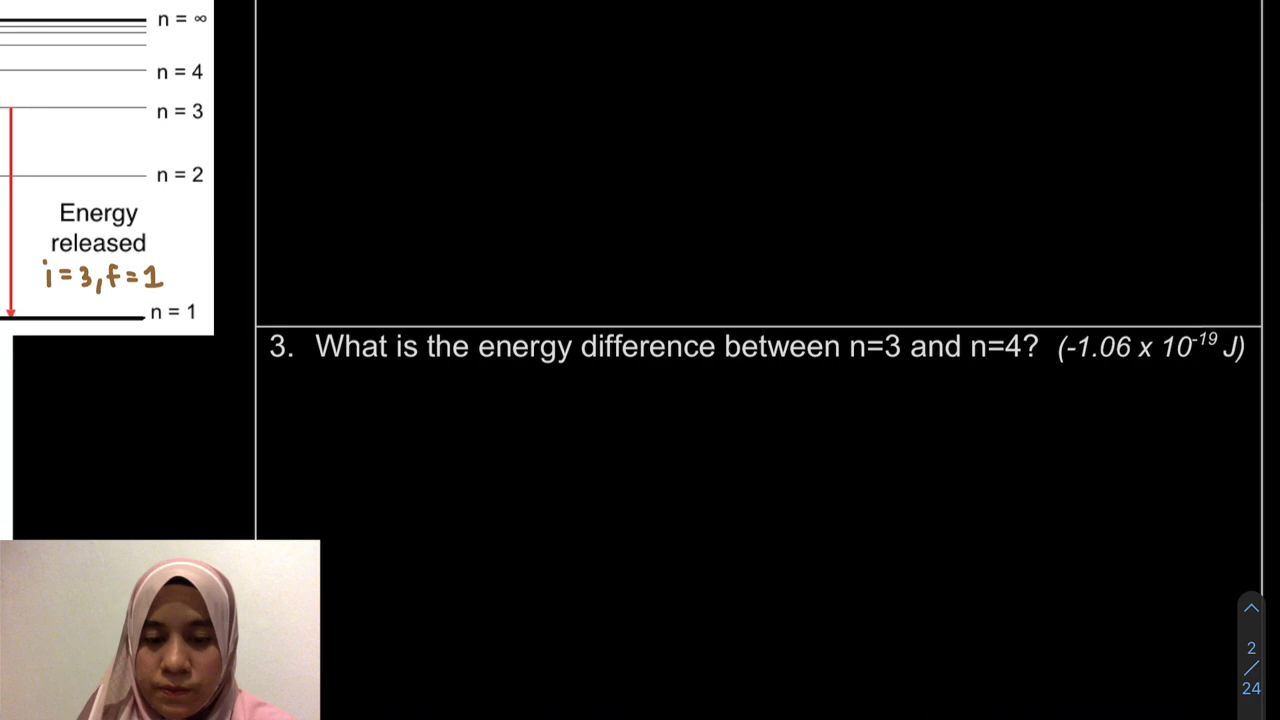 n = ∞
n = 4
n = 3
n = 2
Energy
released
i = 3, f = 1
n = 1
3. What is the energy difference between n=3 and n=4? (-1.06 x 10⁻¹⁹ J)
2
/
24